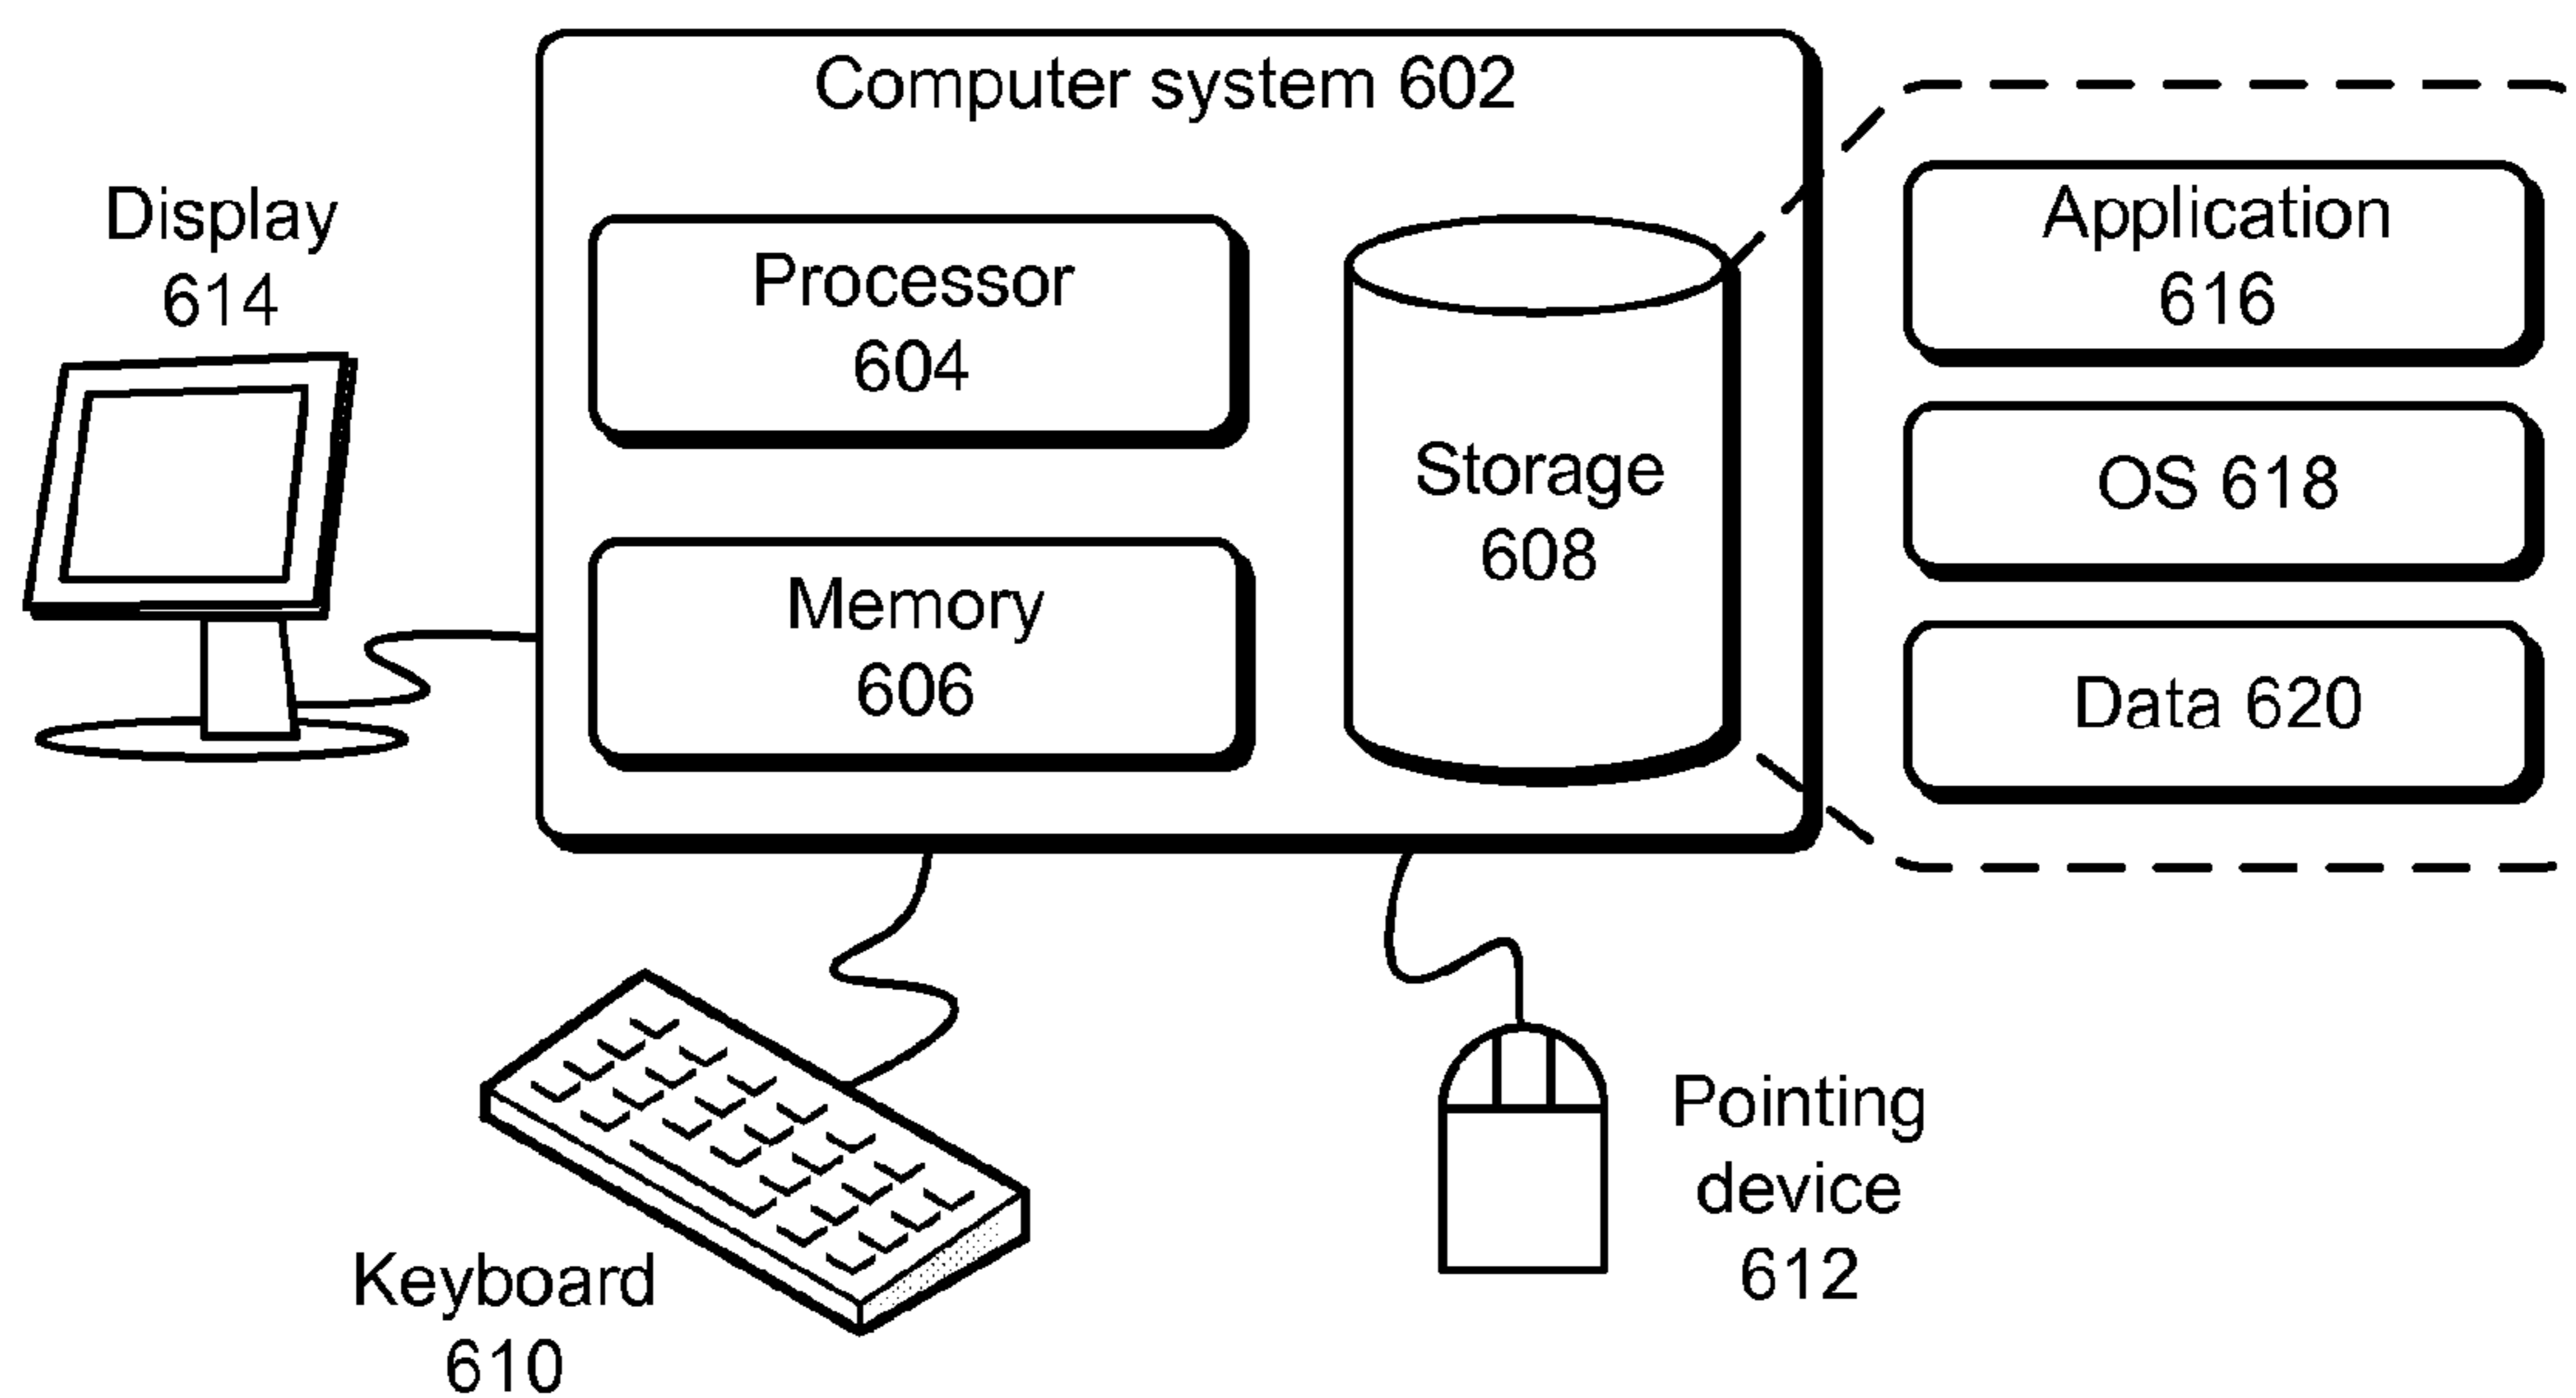 Computer system 602
Display
614
Processor
604
Memory
606
Storage
608
Application
616
OS 618
Data 620
Keyboard
610
Pointing
device
612